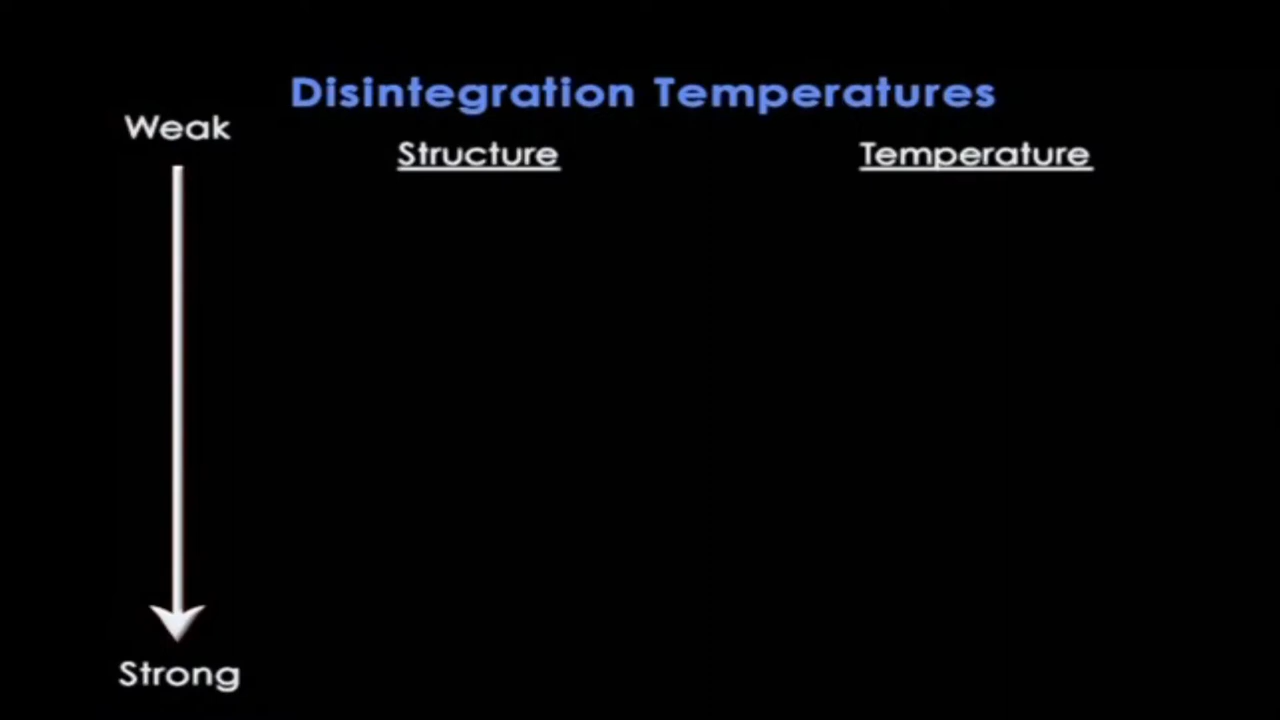 Disintegration Temperatures
Weak
Structure
Temperature
Strong